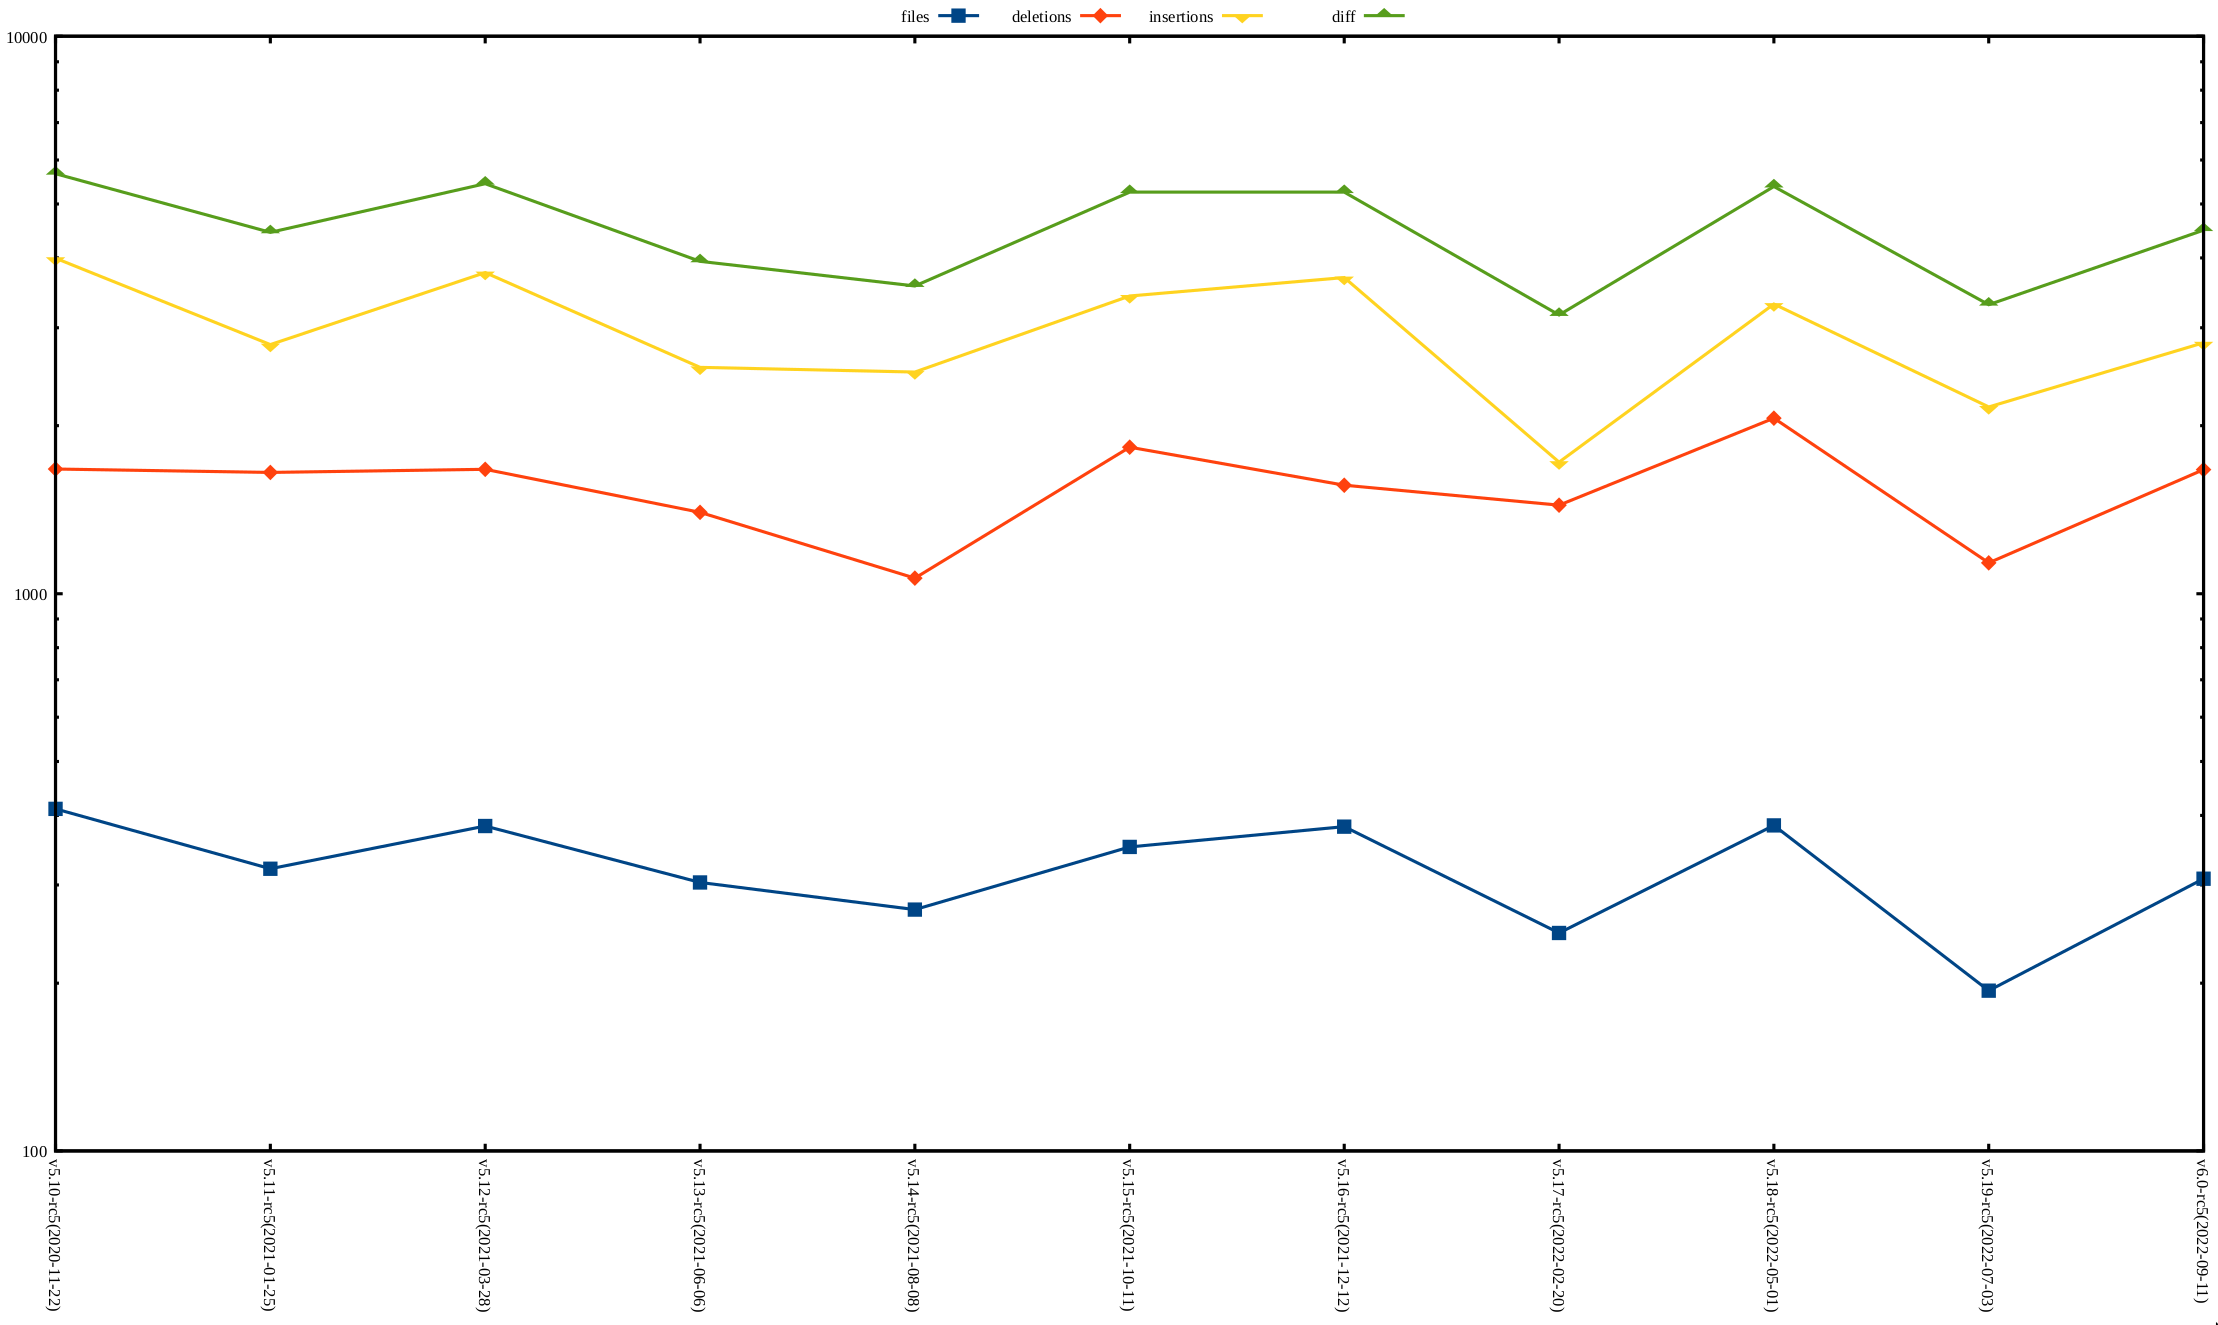 files deletions insertions diff
10000
1000
100
v5.10-rc5(2020-11-22)
v5.11-rc5(2021-01-25)
v5.12-rc5(2021-03-28)
v5.13-rc5(2021-06-06)
v5.14-rc5(2021-08-08)
v5.15-rc5(2021-10-11)
v5.16-rc5(2021-12-12)
v5.17-rc5(2022-02-20)
v5.18-rc5(2022-05-01)
v5.19-rc5(2022-07-03)
v6.0-rc5(2022-09-11)